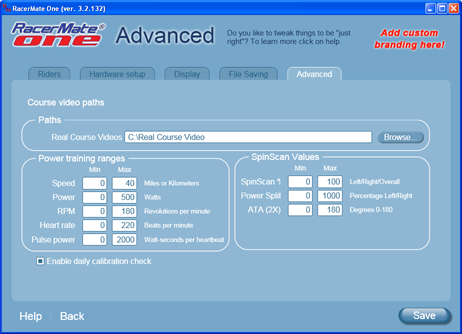 RacerMate One (ver. 3.2.132)
RacerMate®
one
Advanced
Do you like to tweak things to be "just
right"? To learn more click on help.
Add custom
branding here!
Riders
Hardware setup
Display
File Saving
Advanced
Course video paths
Paths
Real Course Videos C:\Real Course Video Browse...
Power training ranges
Min Max
Speed 0 40 Miles or Kilometers
Power 0 500 Watts
RPM 0 180 Revolutions per minute
Heart rate 0 220 Beats per minute
Pulse power 0 2000 Watt-seconds per heartbeat
SpinScan Values
Min Max
SpinScan ¶ 0 100 Left/Right/Overall
Power Split 0 1000 Percentage Left/Right
ATA (2X) 0 180 Degrees 0-180
Enable daily calibration check
Help
Back
Save